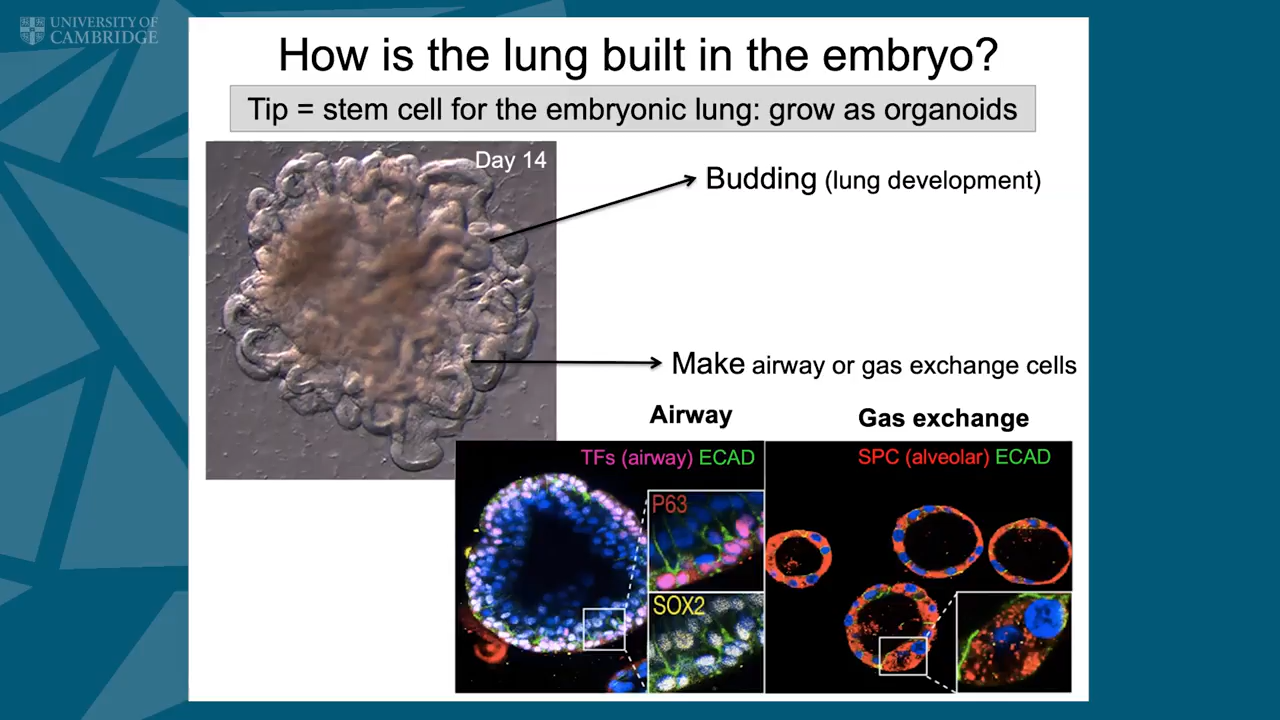 UNIVERSITY OF
CAMBRIDGE
How is the lung built in the embryo?
Tip = stem cell for the embryonic lung: grow as organoids
Day 14
Budding (lung development)
Make airway or gas exchange cells
Airway
Gas exchange
TFs (airway) ECAD
SPC (alveolar) ECAD
P63
SOX2